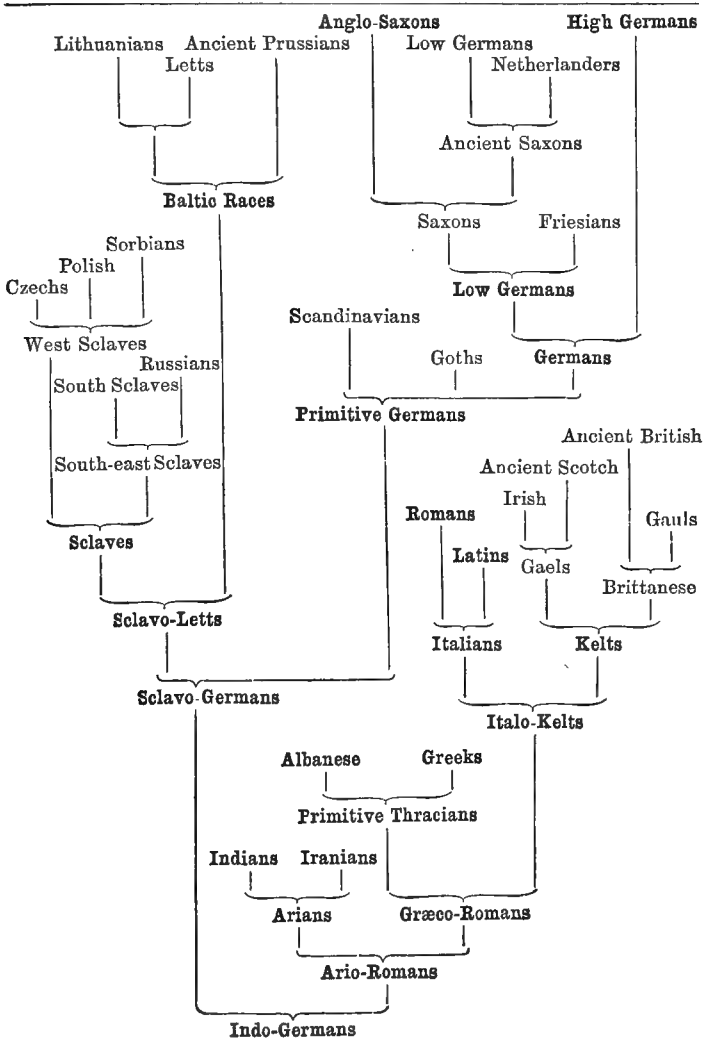 Anglo-Saxons High Germans
Lithuanians Ancient Prussians Low Germans
Letts Netherlanders
Ancient Saxons
Baltic Races
Saxons Friesians
Sorbians
Polish
Czechs Low Germans
Scandinavians
West Sclaves Goths Germans
Russians
South Sclaves
Primitive Germans
Ancient British
South-east Sclaves Ancient Scotch
Irish
Romans Gauls
Sclaves
Latins Gaels
Brittanese
Sclavo-Letts
Italians Kelts
Sclavo-Germans
Italo-Kelts
Albanese Greeks
Primitive Thracians
Indians Iranians
Arians Græco-Romans
Ario-Romans
Indo-Germans